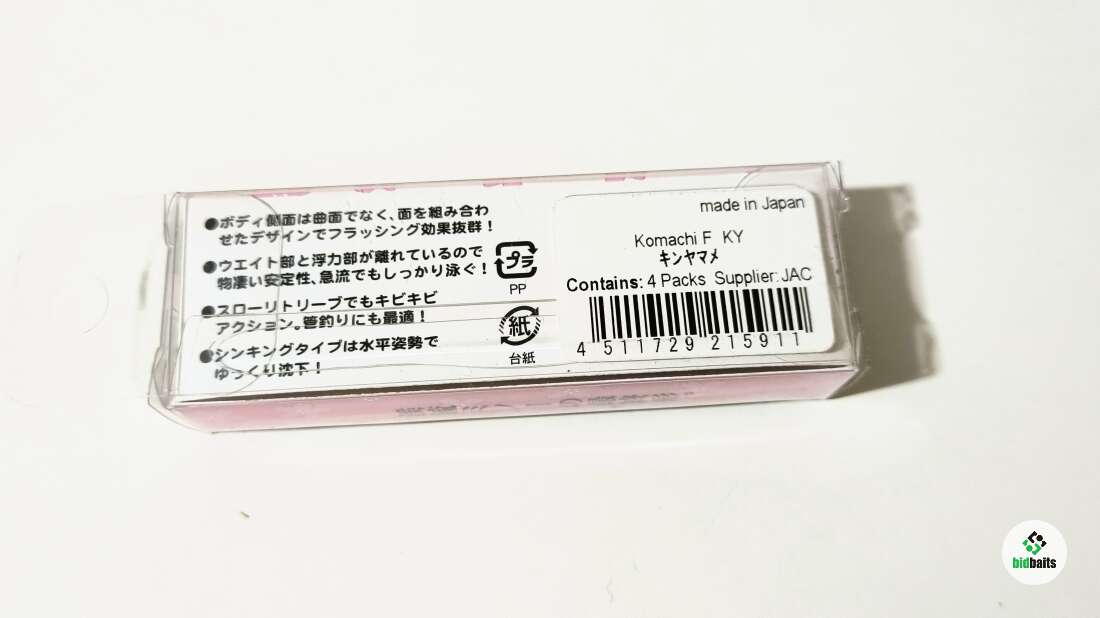 ●ボディ側面は曲面でなく、面を組み合わ
せたデザインでフラッシング効果抜群！
●ウエイト部と浮力部が離れているので
物凄い安定性、急流でもしっかり泳ぐ！
●スローリトリーブでもキビキビ
アクション。管釣りにも最適！
●シンキングタイプは水平姿勢で
ゆっくり沈下！
プラ
PP
紙
台紙
made in Japan
Komachi F KY
キンヤマメ
Contains: 4 Packs Supplier: JAC
4 511729 215911
bidbaits